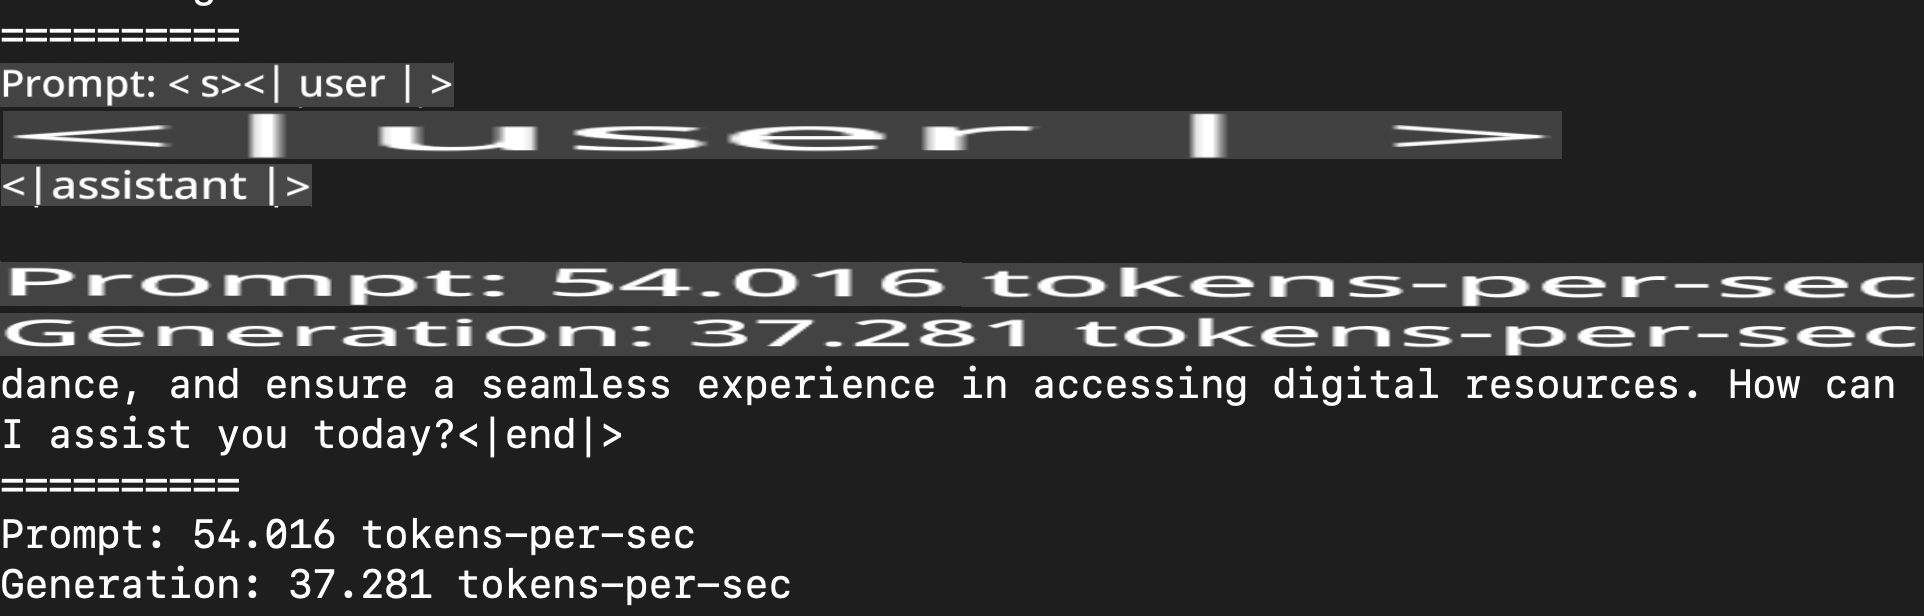 ==========
Prompt: < s><| user | >
<| user | >
<|assistant |>
Prompt: 54.016 tokens-per-sec
Generation: 37.281 tokens-per-sec
dance, and ensure a seamless experience in accessing digital resources. How can
I assist you today?<|end|>
==========
Prompt: 54.016 tokens-per-sec
Generation: 37.281 tokens-per-sec